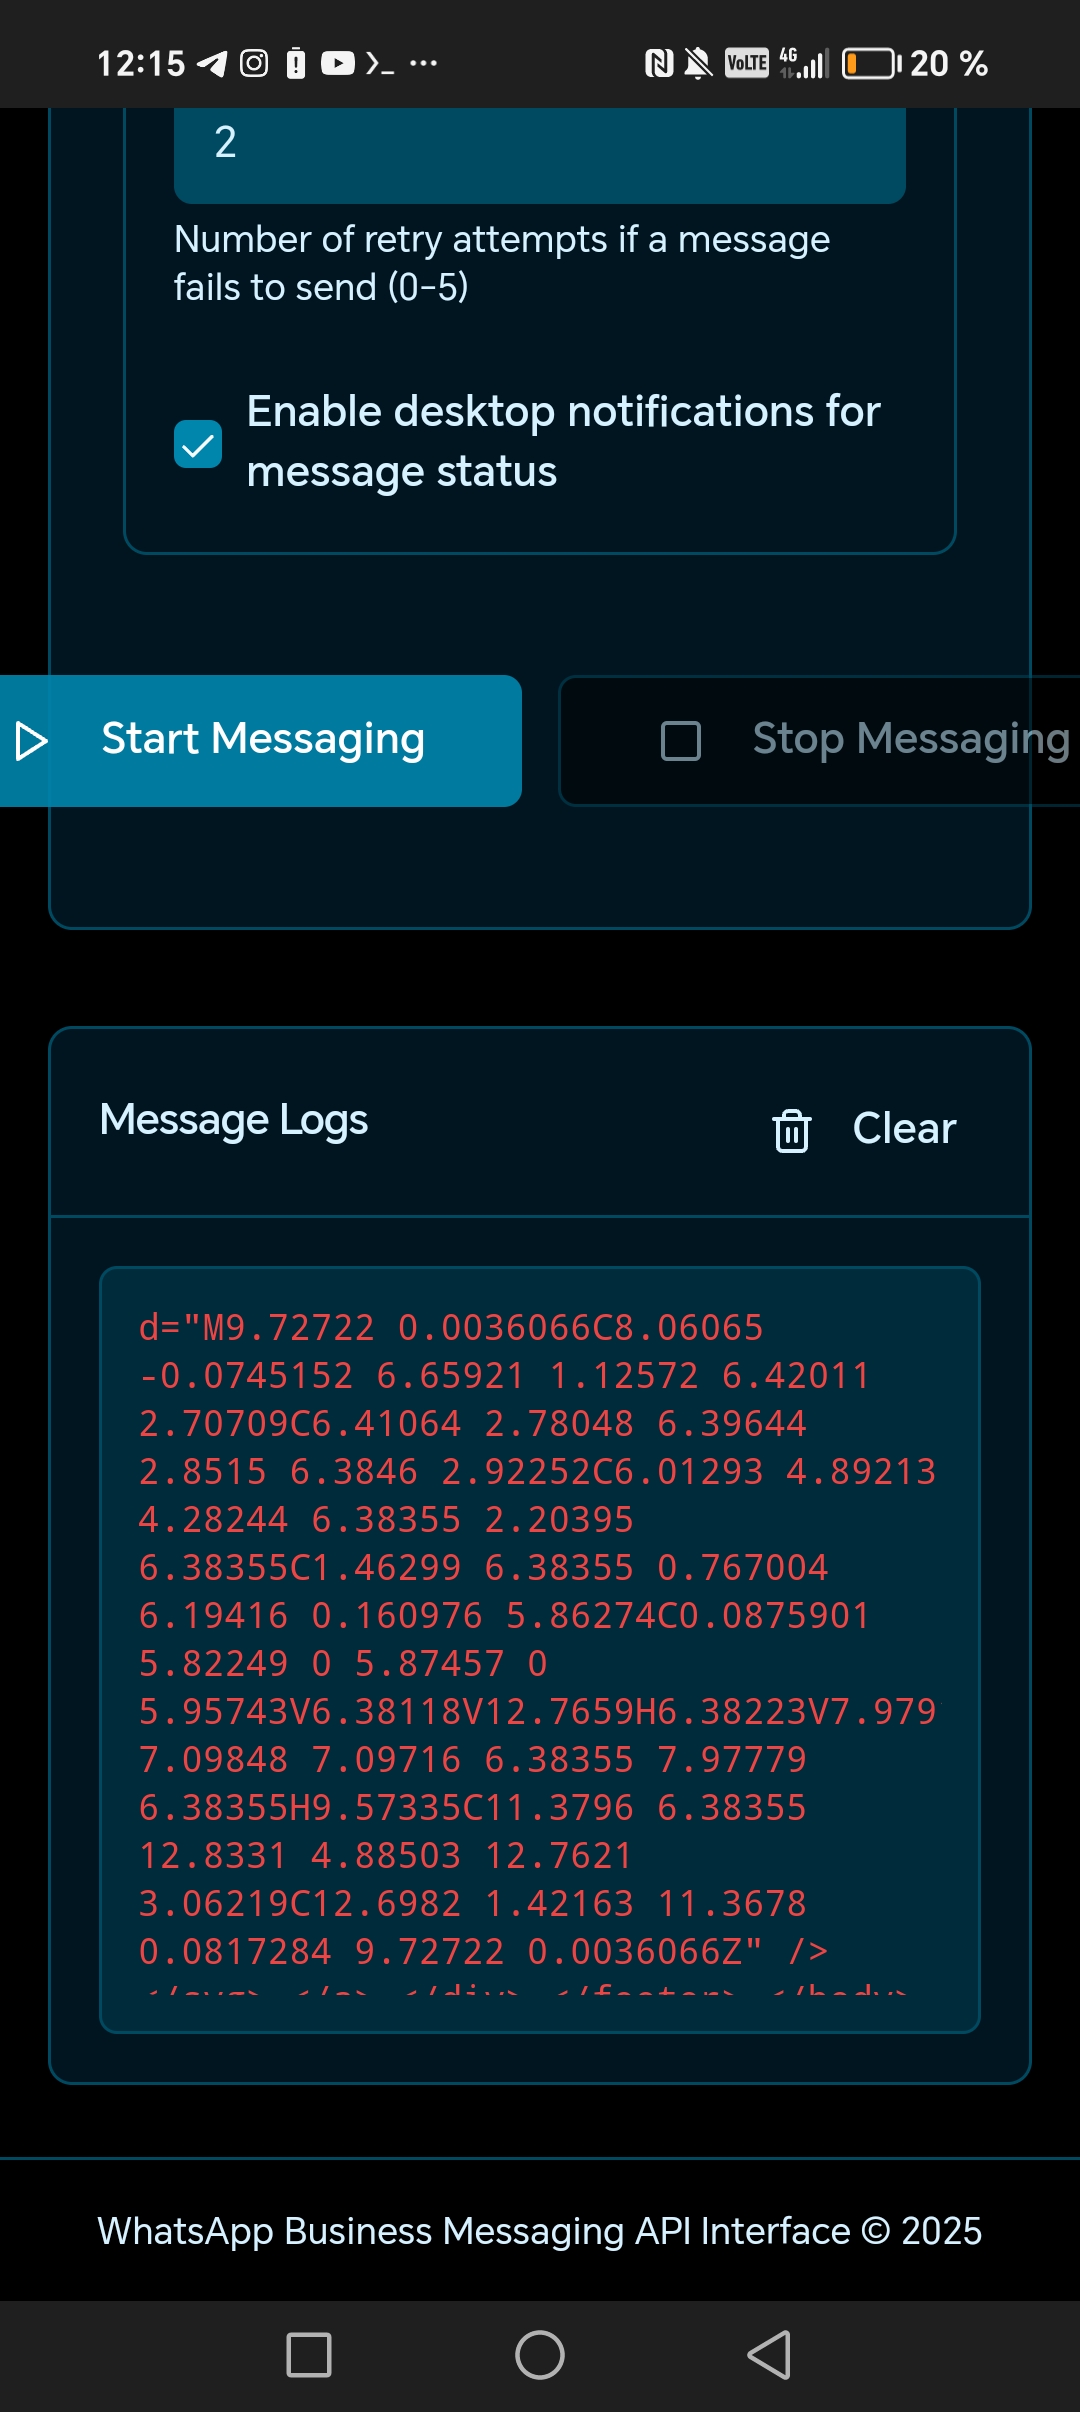 12:15
VoLTE
4G
20 %
2
Number of retry attempts if a message
fails to send (0-5)
Enable desktop notifications for
message status
Start Messaging
Stop Messaging
Message Logs
Clear
d="M9.72722 0.0036066C8.06065
-0.0745152 6.65921 1.12572 6.42011
2.70709C6.41064 2.78048 6.39644
2.8515 6.3846 2.92252C6.01293 4.89213
4.28244 6.38355 2.20395
6.38355C1.46299 6.38355 0.767004
6.19416 0.160976 5.86274C0.0875901
5.82249 0 5.87457 0
5.95743V6.38118V12.7659H6.38223V7.979
7.09848 7.09716 6.38355 7.97779
6.38355H9.57335C11.3796 6.38355
12.8331 4.88503 12.7621
3.06219C12.6982 1.42163 11.3678
0.0817284 9.72722 0.0036066Z" />
</svg> </a> </div> </footer> </body>
WhatsApp Business Messaging API Interface © 2025